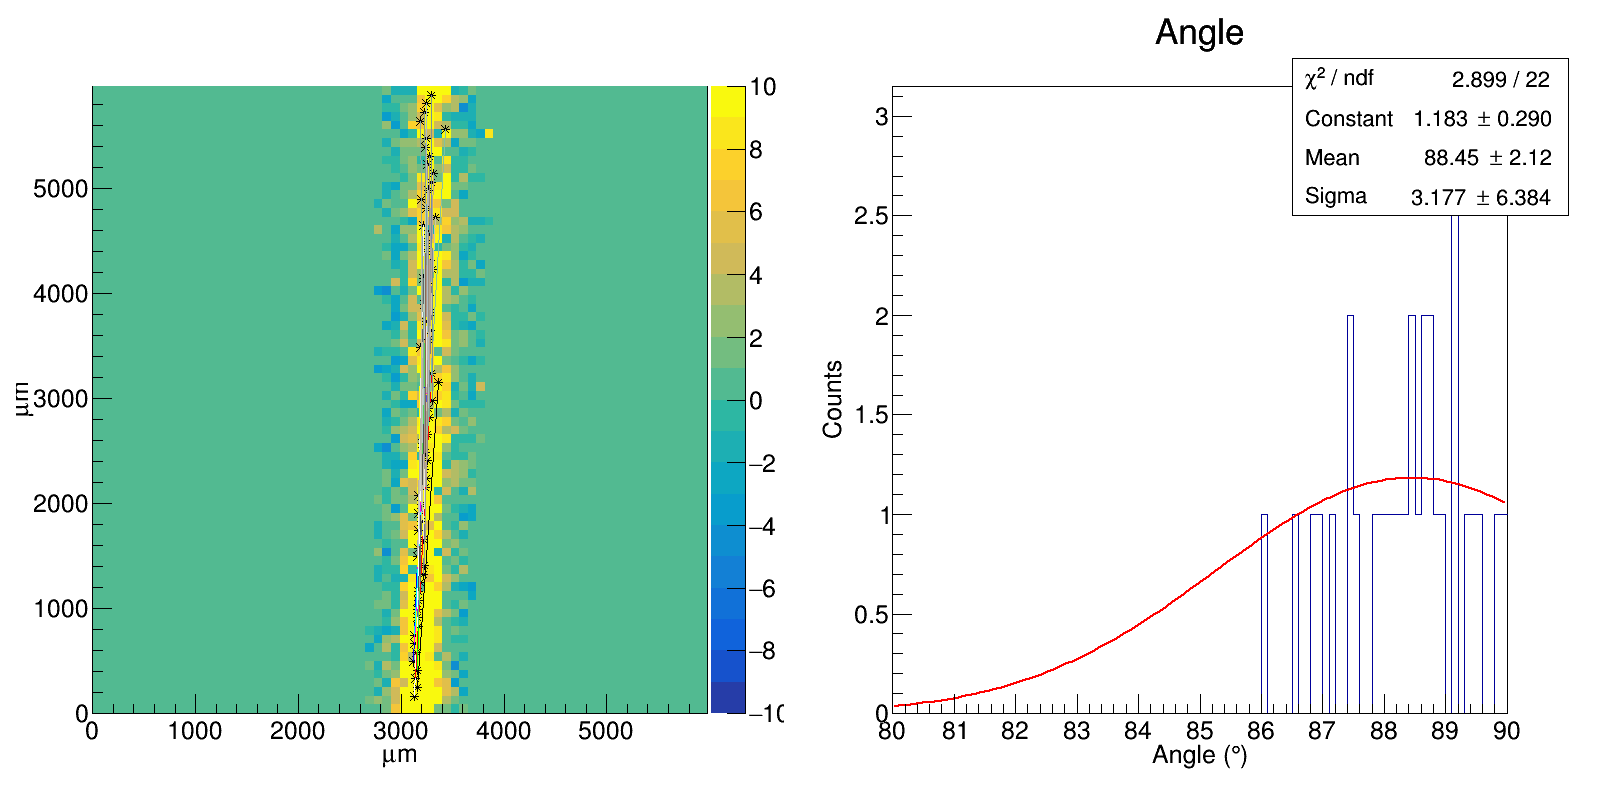 Angle
χ² / ndf 2.899 / 22
Constant 1.183 ± 0.290
Mean 88.45 ± 2.12
Sigma 3.177 ± 6.384
10
8
6
4
2
0
−2
−4
−6
−8
−10
5000
4000
3000
2000
1000
0
μm
0 1000 2000 3000 4000 5000
μm
3
2.5
2
1.5
1
0.5
0
Counts
80 81 82 83 84 85 86 87 88 89 90
Angle (°)